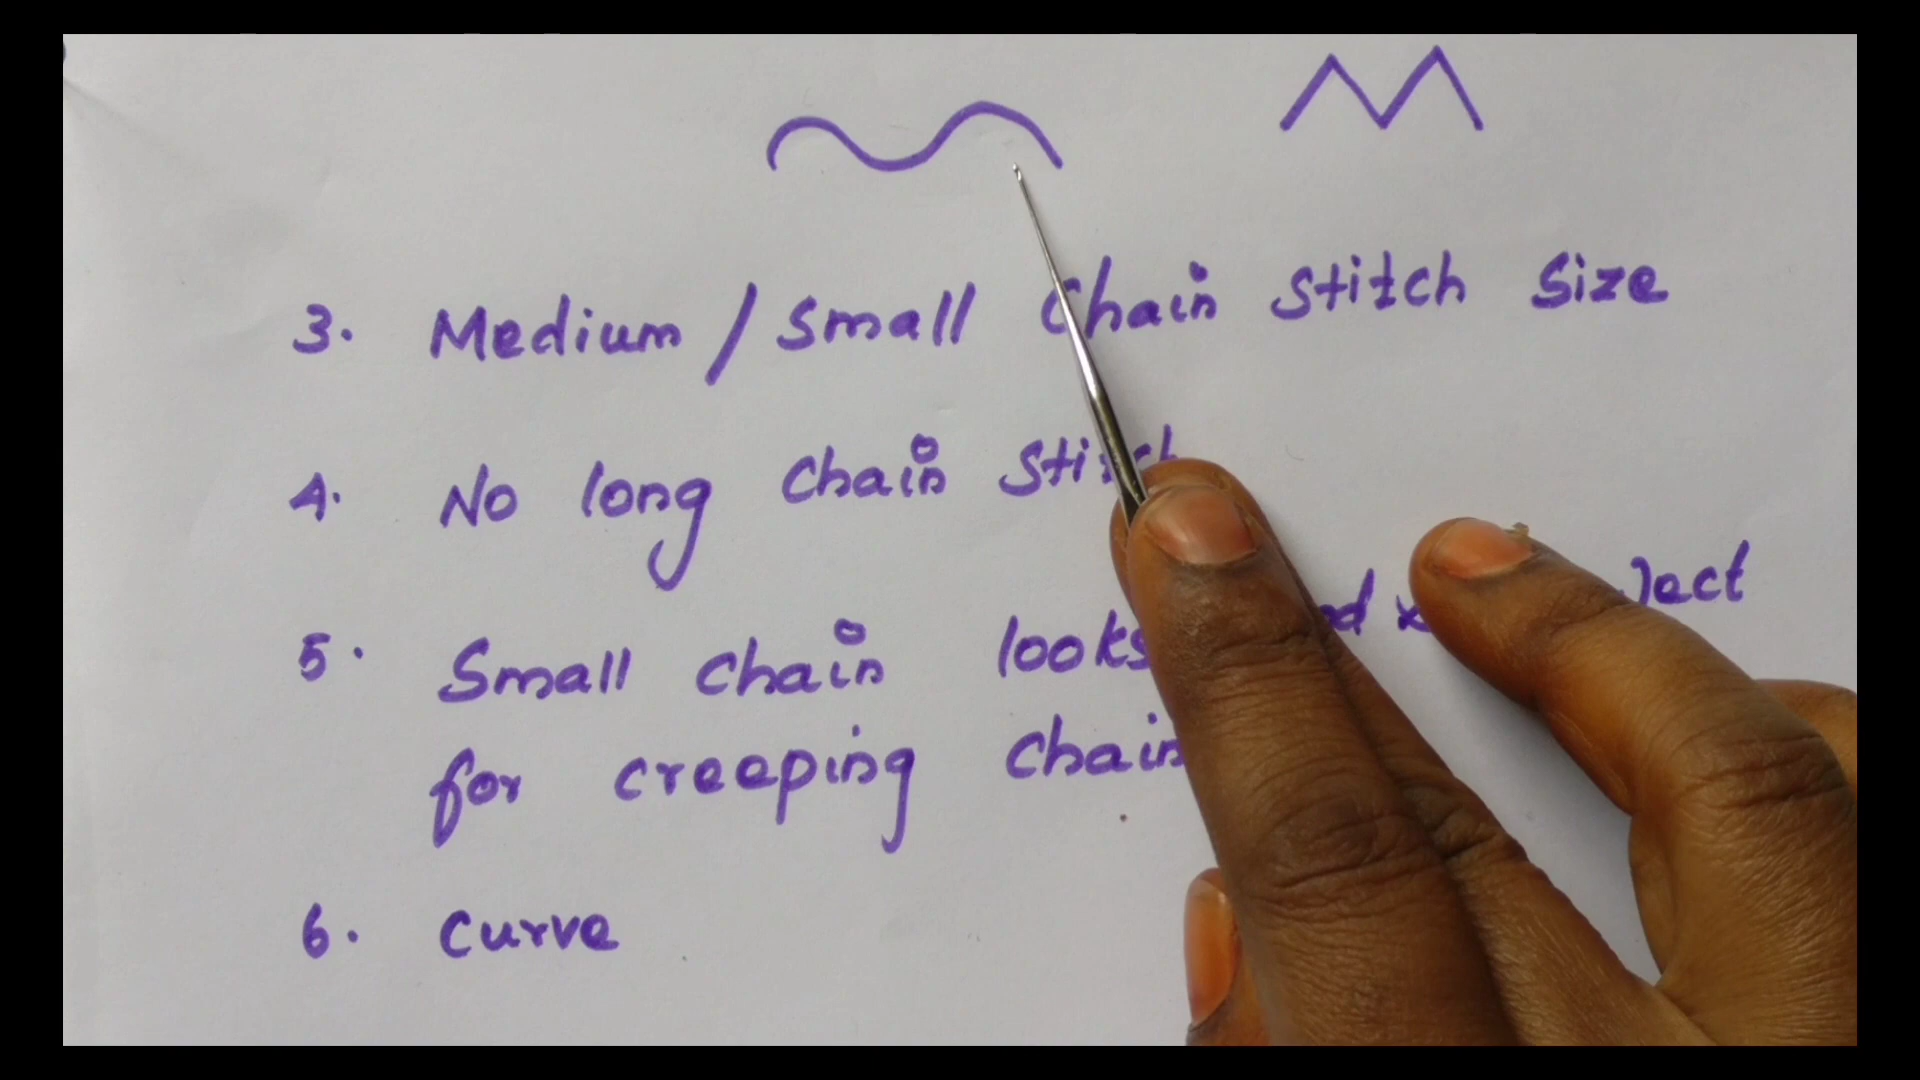 3. Medium / Small Chain Stitch Size
4. No long Chain Stitch
5. Small chain looks
for creeping chain
6. Curve